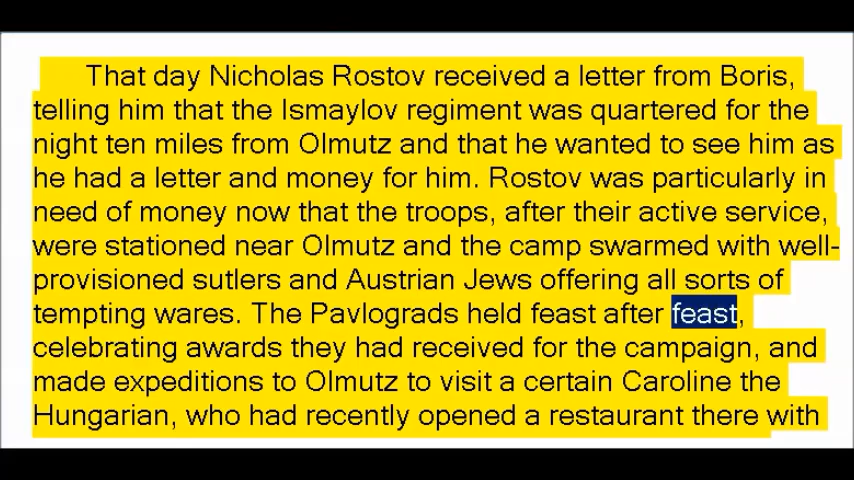 That day Nicholas Rostov received a letter from Boris,
telling him that the Ismaylov regiment was quartered for the
night ten miles from Olmutz and that he wanted to see him as
he had a letter and money for him. Rostov was particularly in
need of money now that the troops, after their active service,
were stationed near Olmutz and the camp swarmed with well-
provisioned sutlers and Austrian Jews offering all sorts of
tempting wares. The Pavlograds held feast after feast,
celebrating awards they had received for the campaign, and
made expeditions to Olmutz to visit a certain Caroline the
Hungarian, who had recently opened a restaurant there with